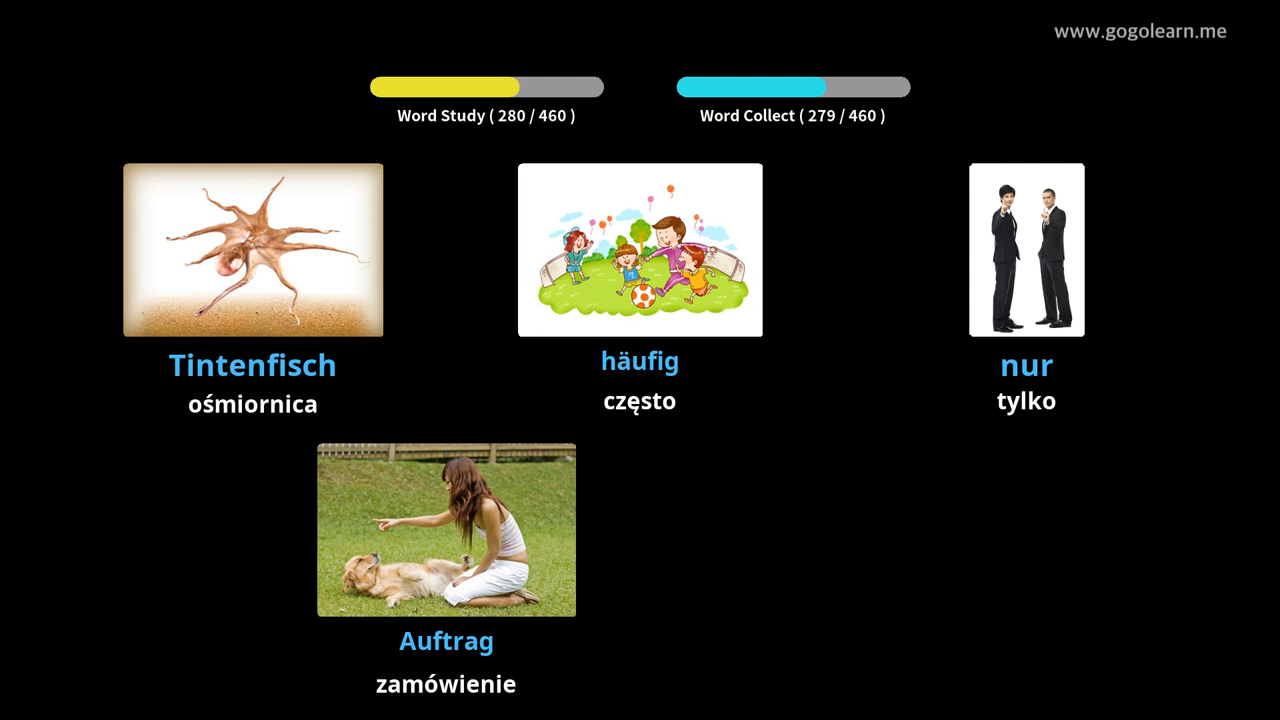 www.gogolearn.me
Word Study ( 280 / 460 )
Word Collect ( 279 / 460 )
Tintenfisch
ośmiornica
häufig
często
nur
tylko
Auftrag
zamówienie